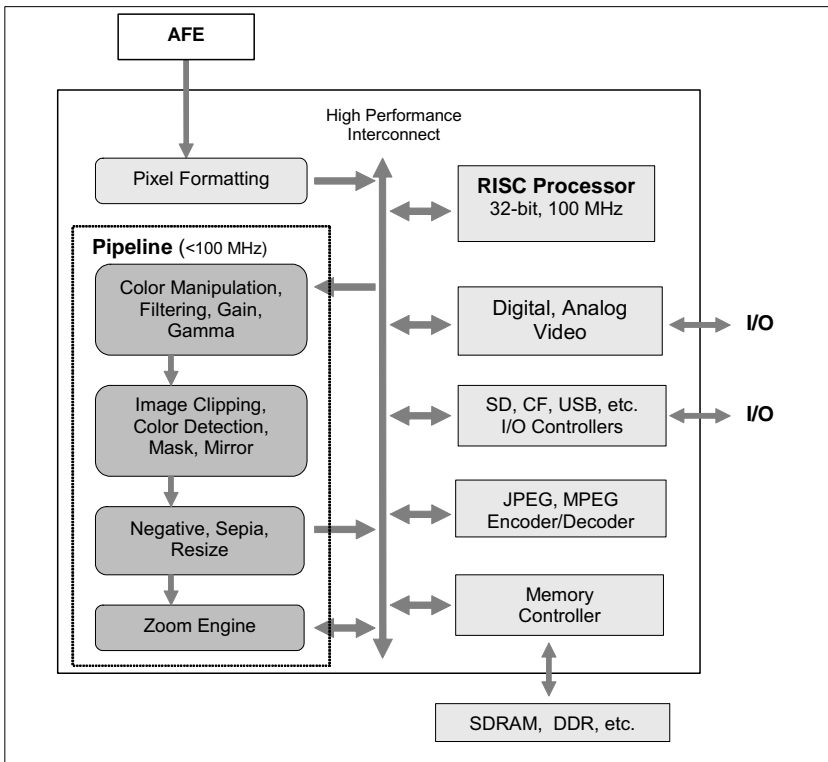 AFE
High Performance
Interconnect
Pixel Formatting
RISC Processor
32-bit, 100 MHz
Pipeline (<100 MHz)
Color Manipulation,
Filtering, Gain,
Gamma
Digital, Analog
Video
I/O
Image Clipping,
Color Detection,
Mask, Mirror
SD, CF, USB, etc.
I/O Controllers
I/O
Negative, Sepia,
Resize
JPEG, MPEG
Encoder/Decoder
Zoom Engine
Memory
Controller
SDRAM, DDR, etc.